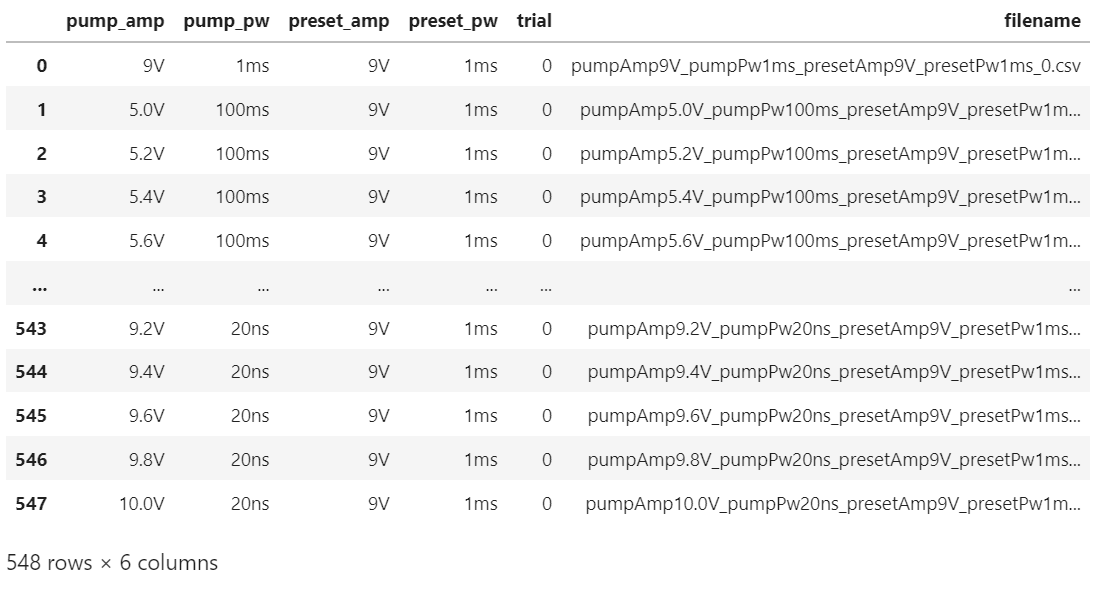 pump_amp pump_pw preset_amp preset_pw trial filename
0 9V 1ms 9V 1ms 0 pumpAmp9V_pumpPw1ms_presetAmp9V_presetPw1ms_0.csv
1 5.0V 100ms 9V 1ms 0 pumpAmp5.0V_pumpPw100ms_presetAmp9V_presetPw1m...
2 5.2V 100ms 9V 1ms 0 pumpAmp5.2V_pumpPw100ms_presetAmp9V_presetPw1m...
3 5.4V 100ms 9V 1ms 0 pumpAmp5.4V_pumpPw100ms_presetAmp9V_presetPw1m...
4 5.6V 100ms 9V 1ms 0 pumpAmp5.6V_pumpPw100ms_presetAmp9V_presetPw1m...
... ... ... ... ... ... ...
543 9.2V 20ns 9V 1ms 0 pumpAmp9.2V_pumpPw20ns_presetAmp9V_presetPw1ms...
544 9.4V 20ns 9V 1ms 0 pumpAmp9.4V_pumpPw20ns_presetAmp9V_presetPw1ms...
545 9.6V 20ns 9V 1ms 0 pumpAmp9.6V_pumpPw20ns_presetAmp9V_presetPw1ms...
546 9.8V 20ns 9V 1ms 0 pumpAmp9.8V_pumpPw20ns_presetAmp9V_presetPw1ms...
547 10.0V 20ns 9V 1ms 0 pumpAmp10.0V_pumpPw20ns_presetAmp9V_presetPw1m...
548 rows × 6 columns